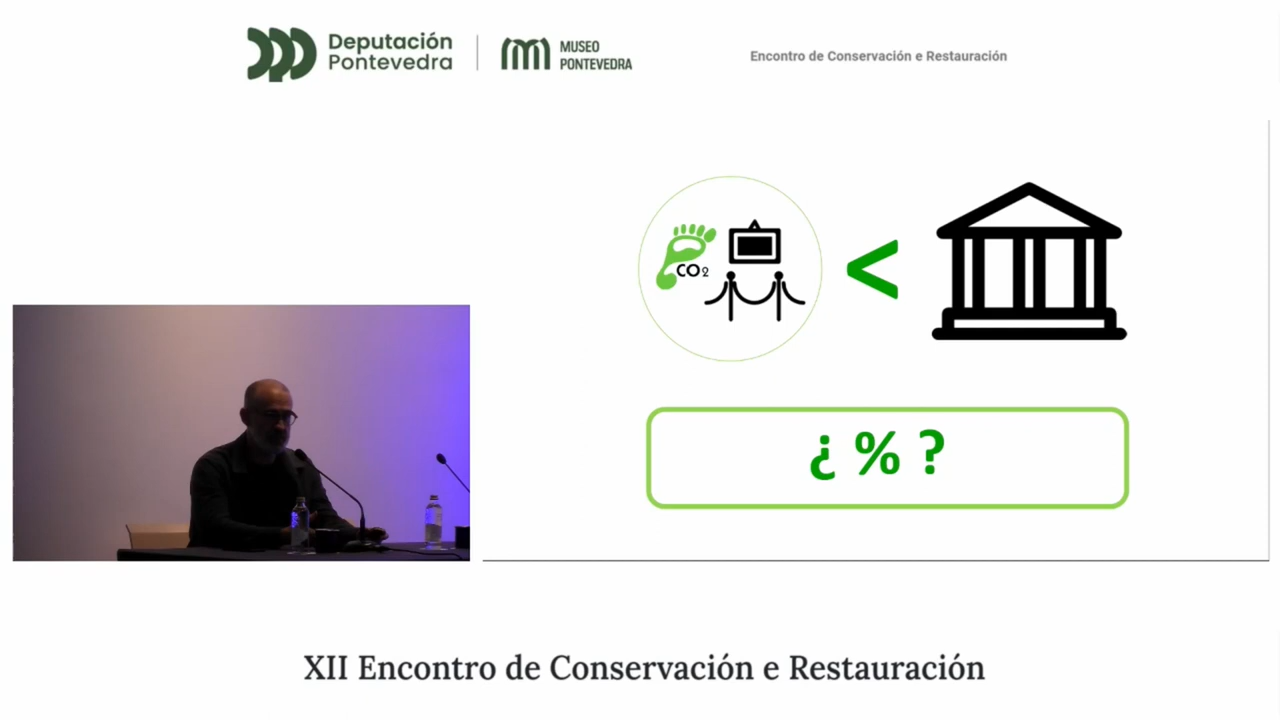 Deputación
Pontevedra
MUSEO
PONTEVEDRA
Encontro de Conservación e Restauración
CO2
<
¿ % ?
XII Encontro de Conservación e Restauración